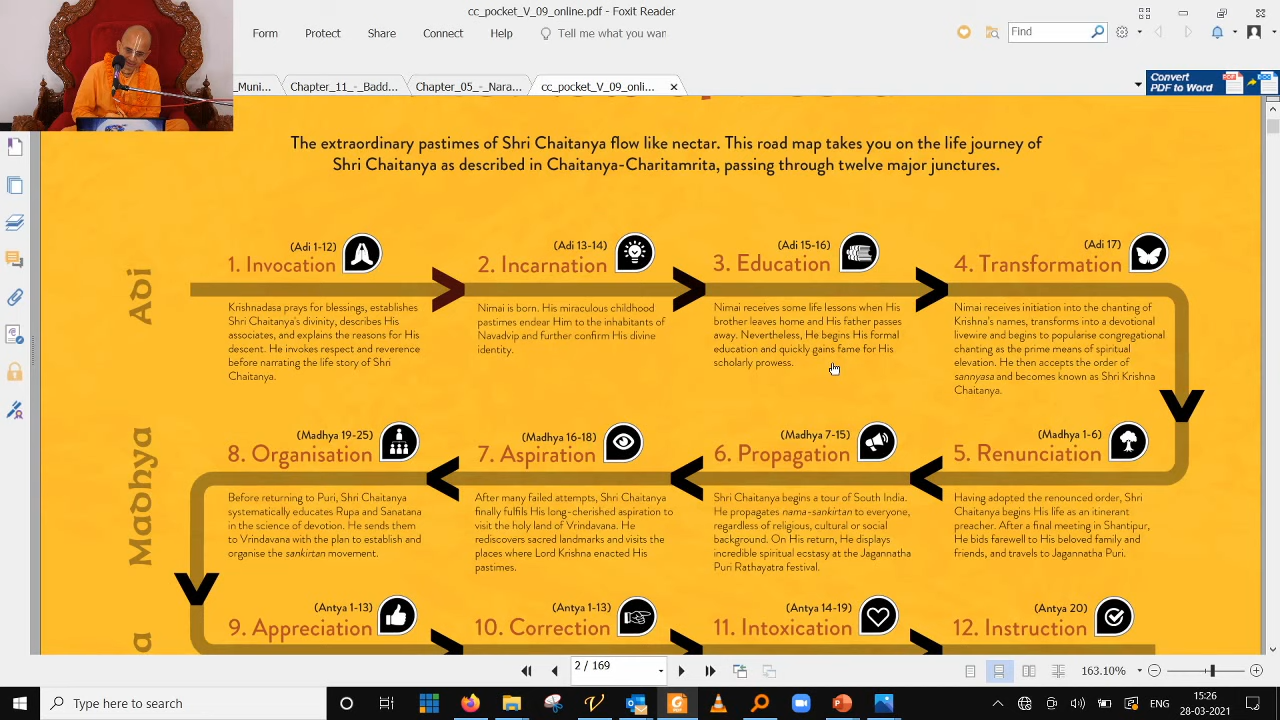 cc_pocket_V_09_online.pdf - Foxit Reader
Form Protect Share Connect Help Tell me what you war
Find
_Muni... Chapter_11_-_Badd... Chapter_05_-_Nara... cc_pocket_V_09_onli...
Convert
PDF to Word
The extraordinary pastimes of Shri Chaitanya flow like nectar. This road map takes you on the life journey of
Shri Chaitanya as described in Chaitanya-Charitamrita, passing through twelve major junctures.
Adi
(Adi 1-12)
1. Invocation
Krishnadasa prays for blessings, establishes
Shri Chaitanya's divinity, describes His
associates, and explains the reasons for His
descent. He invokes respect and reverence
before narrating the life story of Shri
Chaitanya.
(Adi 13-14)
2. Incarnation
Nimai is born. His miraculous childhood
pastimes endear Him to the inhabitants of
Navadvip and further confirm His divine
identity.
(Adi 15-16)
3. Education
Nimai receives some life lessons when His
brother leaves home and His father passes
away. Nevertheless, He begins His formal
education and quickly gains fame for His
scholarly prowess.
(Adi 17)
4. Transformation
Nimai receives initiation into the chanting of
Krishna's names, transforms into a devotional
livewire and begins to popularise congregational
chanting as the prime means of spiritual
elevation. He then accepts the order of
sannyasa and becomes known as Shri Krishna
Chaitanya.
Madhya
(Madhya 19-25)
8. Organisation
Before returning to Puri, Shri Chaitanya
systematically educates Rupa and Sanatana
in the science of devotion. He sends them
to Vrindavana with the plan to establish and
organise the sankirtan movement.
(Madhya 16-18)
7. Aspiration
After many failed attempts, Shri Chaitanya
finally fulfils His long-cherished aspiration to
visit the holy land of Vrindavana. He
rediscovers sacred landmarks and visits the
places where Lord Krishna enacted His
pastimes.
(Madhya 7-15)
6. Propagation
Shri Chaitanya begins a tour of South India.
He propagates nama-sankirtan to everyone,
regardless of religious, cultural or social
background. On His return, He displays
incredible spiritual ecstasy at the Jagannatha
Puri Rathayatra festival.
(Madhya 1-6)
5. Renunciation
Having adopted the renounced order, Shri
Chaitanya begins His life as an itinerant
preacher. After a final meeting in Shantipur,
He bids farewell to His beloved family and
friends, and travels to Jagannatha Puri.
(Antya 1-13)
9. Appreciation
(Antya 1-13)
10. Correction
(Antya 14-19)
11. Intoxication
(Antya 20)
12. Instruction
2 / 169
163.10%
Type here to search
ENG
15:26
28-03-2021